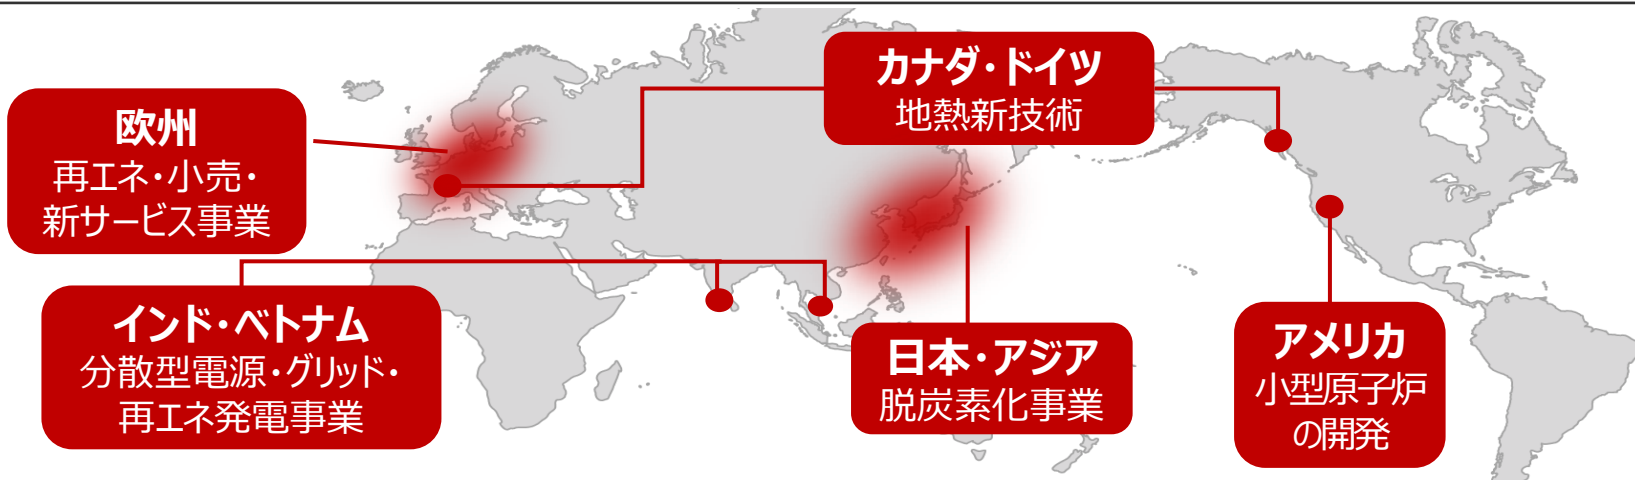 カナダ・ドイツ
地熱新技術
欧州
再エネ・小売・
新サービス事業
インド・ベトナム
分散型電源・グリッド・
再エネ発電事業
日本・アジア
脱炭素化事業
アメリカ
小型原子炉
の開発